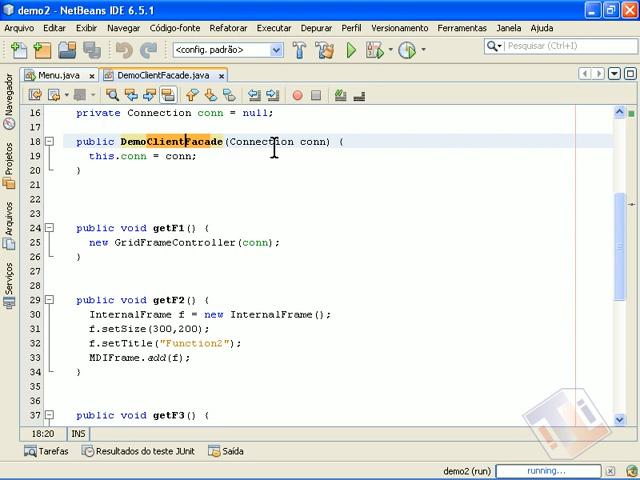 demo2 - NetBeans IDE 6.5.1
Arquivo Editar Exibir Navegar Código-fonte Refatorar Executar Depurar Perfil Versionamento Ferramentas Janela Ajuda
<config. padrão>
Pesquisar (Ctrl+I)
Menu.java DemoClientFacade.java
Navegador
Projetos
Arquivos
Serviços
16 private Connection conn = null;
17
18 public DemoClientFacade(Connection conn) {
19 this.conn = conn;
20 }
21
22
23
24 public void getF1() {
25 new GridFrameController(conn);
26 }
27
28
29 public void getF2() {
30 InternalFrame f = new InternalFrame();
31 f.setSize(300,200);
32 f.setTitle("Function2");
33 MDIFrame.add(f);
34 }
35
36
37 public void getF3() {
18:20 INS
Tarefas Resultados do teste JUnit Saída
demo2 (run) running...